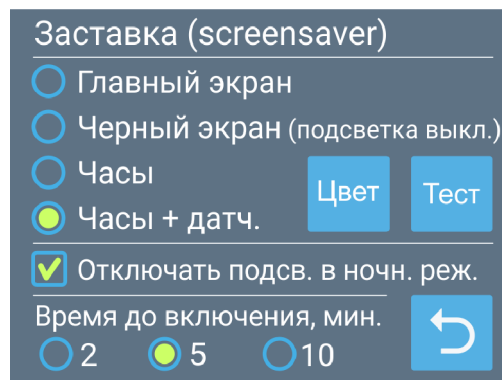 Заставка (screensaver)
Главный экран
Черный экран (подсветка выкл.)
Часы
Цвет Тест
Часы + датч.
Отключать подсв. в ночн. реж.
Время до включения, мин.
2 5 10